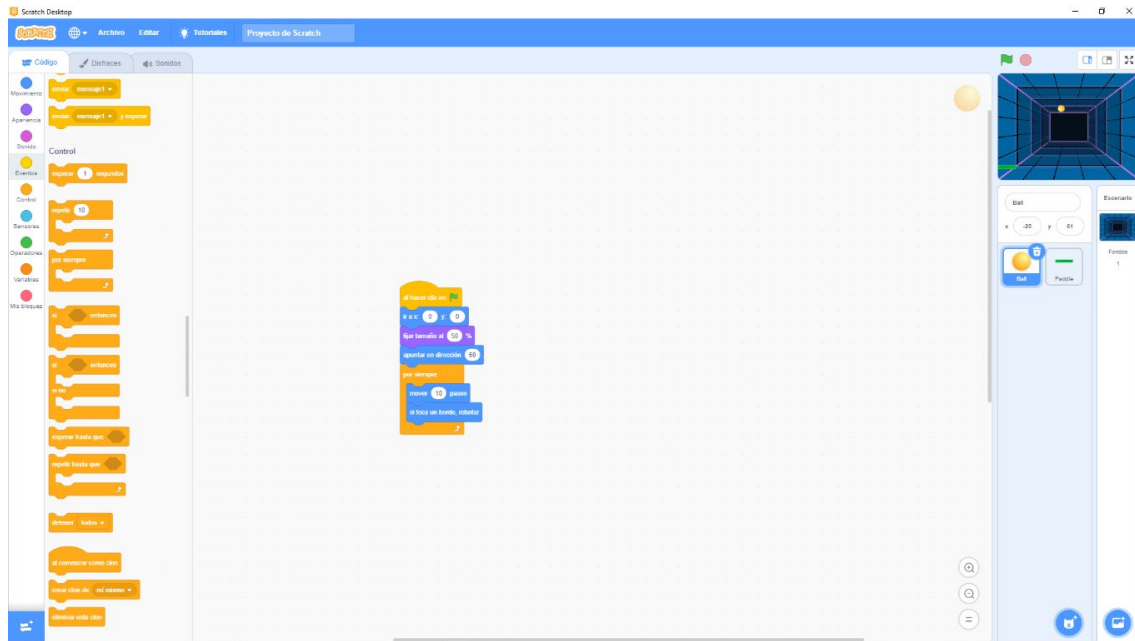 Scratch Desktop
SCRATCH Archivo Editar Tutoriales Proyecto de Scratch
Código Disfraces Sonidos
Movimiento
Apariencia
Sonido
Eventos
Control
Sensores
Operadores
Variables
Mis bloques
enviar mensaje1
enviar mensaje1 y esperar
Control
esperar 1 segundos
repetir 10
por siempre
si entonces
si entonces
si no
esperar hasta que
repetir hasta que
detener todos
al comenzar como clon
crear clon de mí mismo
eliminar este clon
al hacer clic en
ir a x: 0 y: 0
fijar tamaño al 50 %
apuntar en dirección 60
por siempre
mover 10 pasos
si toca un borde, rebotar
Ball
x -25 y 61
Ball Paddle
Escenario
Fondos
1